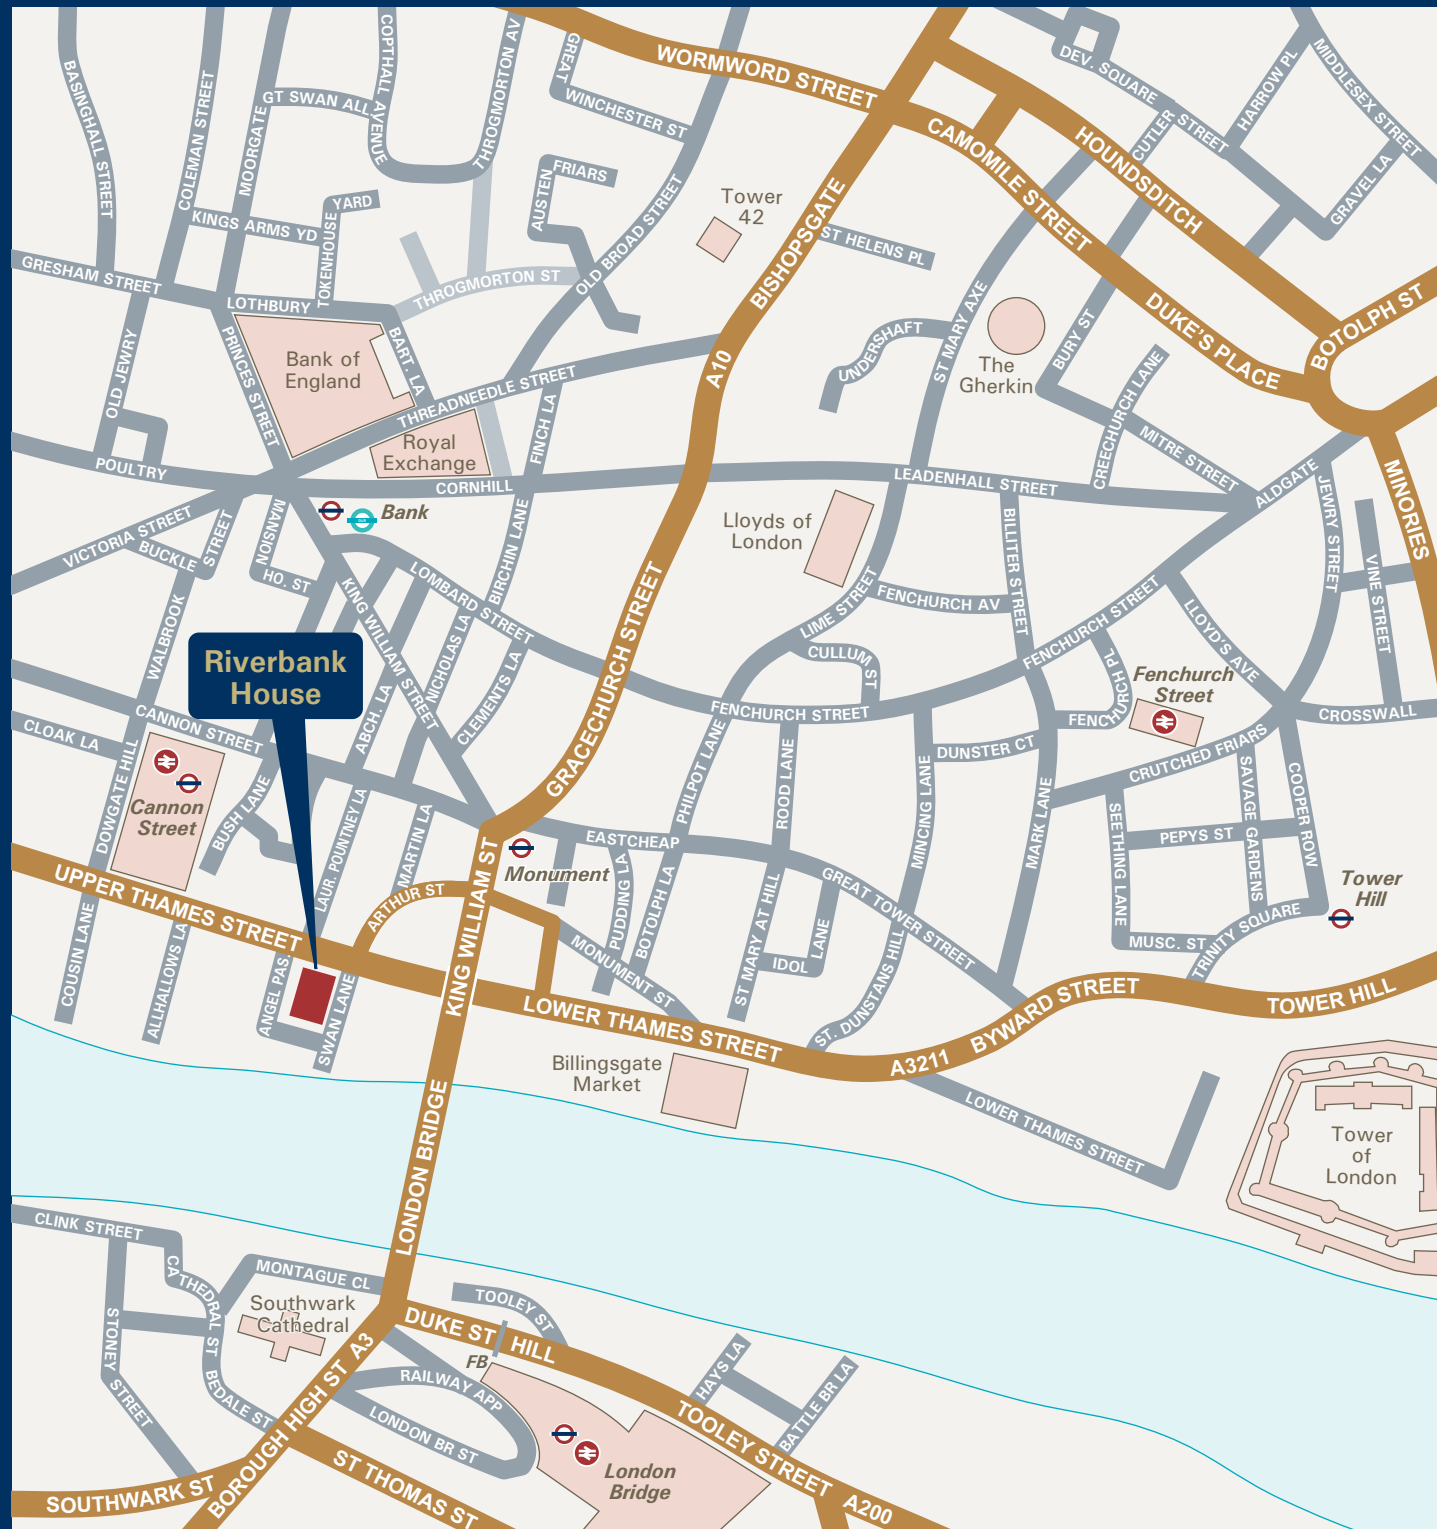 WORMWORD STREET
BASINGHALL STREET
COLEMAN STREET
MOORGATE
GT SWAN ALL
COPTHALL AVENUE
THROGMORTON AV
GREAT
WINCHESTER ST
AUSTEN
FRIARS
KINGS ARMS YD
TOKENHOUSE
YARD
GRESHAM STREET
LOTHBURY
THROGMORTON ST
OLD BROAD STREET
Tower
42
BISHOPSGATE
ST HELENS PL
CAMOMILE STREET
HOUNDSDITCH
DEV. SQUARE
CUTLER
STREET
HARROW PL
MIDDLESEX STREET
GRAVEL LA
DUKE'S PLACE
BOTOLPH ST
OLD JEWRY
PRINCES STREET
Bank of
England
BART. LA
THREADNEEDLE STREET
A10
UNDERSHAFT
ST MARY AXE
The
Gherkin
BURY ST
CREECHURCH LANE
MITRE STREET
POULTRY
Royal
Exchange
FINCH LA
CORNHILL
LEADENHALL STREET
ALDGATE
MINORIES
JEWRY STREET
VINE STREET
VICTORIA STREET
BUCKLE
STREET
MANSION
HO. ST
DLR
Bank
LOMBARD STREET
BIRCHIN LANE
Lloyds of
London
BILLITER STREET
LIME STREET
FENCHURCH AV
FENCHURCH STREET
LLOYD'S AVE
WALBROOK
KING WILLIAM STREET
NICHOLAS LA
CLEMENTS LA
ABCH. LA
GRACECHURCH STREET
CULLUM
ST
FENCHURCH STREET
FENCHURCH PL
Fenchurch
Street
CROSSWALL
Riverbank
House
CLOAK LA
CANNON STREET
DOWGATE HILL
Cannon
Street
BUSH LANE
LAUR. POUNTNEY LA
MARTIN LA
ARTHUR ST
PHILPOT LANE
ROOD LANE
MINCING LANE
DUNSTER CT
MARK LANE
CRUTCHED FRIARS
SAVAGE GARDENS
COOPER ROW
SEETHING LANE
PEPYS ST
MUSC. ST
TRINITY SQUARE
Tower
Hill
EASTCHEAP
Monument
PUDDING LA
BOTOLPH LA
MONUMENT ST
ST MARY AT HILL
IDOL
LANE
GREAT TOWER STREET
ST. DUNSTANS HILL
UPPER THAMES STREET
COUSIN LANE
ALLHALLOWS LA
ANGEL PAS.
SWAN LANE
KING WILLIAM ST
LOWER THAMES STREET
A3211
BYWARD STREET
TOWER HILL
Billingsgate
Market
LOWER THAMES STREET
Tower
of
London
LONDON BRIDGE
CLINK STREET
CATHEDRAL ST
MONTAGUE CL
Southwark
Cathedral
STONEY
STREET
BEDALE ST
A3
DUKE ST HILL
TOOLEY ST
FB
RAILWAY APP
LONDON BR ST
HAYS LA
BATTLE BR LA
TOOLEY STREET
A200
London
Bridge
BOROUGH HIGH ST
SOUTHWARK ST
ST THOMAS ST